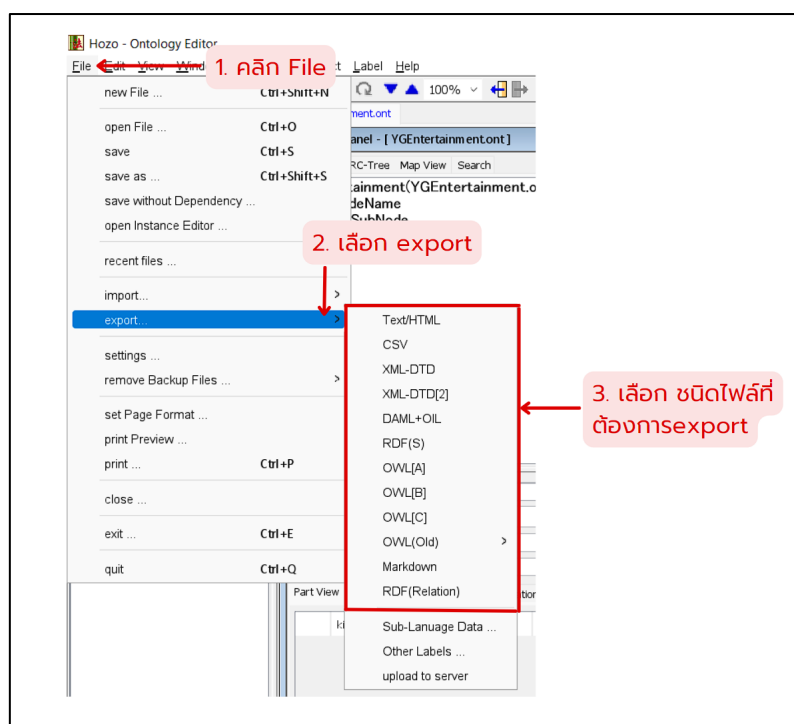 Hozo - Ontology Editor
File Edit View Wind t Label Help
1. คลิก File
new File ... Ctrl+Shift+N
100%
ment.ont
open File ... Ctrl+O
anel - [ YGEntertainment.ont ]
save Ctrl+S
RC-Tree Map View Search
save as ... Ctrl+Shift+S
tainment(YGEntertainment.o
save without Dependency ...
deName
SubNode
open Instance Editor ...
2. เลือก export
recent files ...
import... >
export... >
Text/HTML
CSV
settings ...
XML-DTD
remove Backup Files ... >
XML-DTD[2]
3. เลือก ชนิดไฟล์ที่
ต้องการexport
set Page Format ...
DAML+OIL
print Preview ...
RDF(S)
print ... Ctrl+P
OWL[A]
OWL[B]
close ...
OWL[C]
exit ... Ctrl+E
OWL(Old) >
Markdown
quit Ctrl+Q
RDF(Relation)
Part View
tion
ki
Sub-Lanuage Data ...
Other Labels ...
upload to server